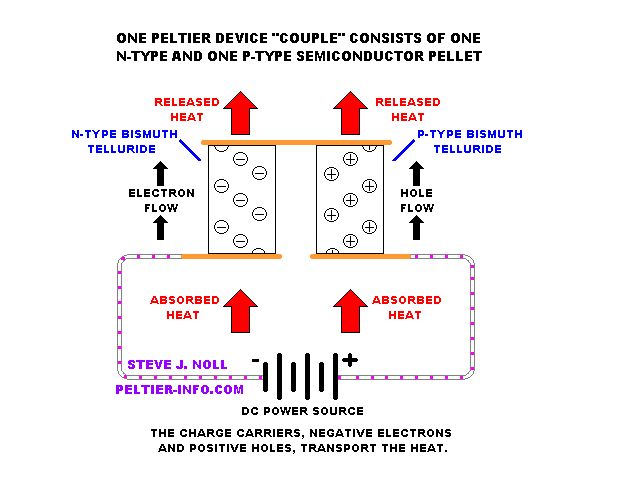 ONE PELTIER DEVICE "COUPLE" CONSISTS OF ONE
N-TYPE AND ONE P-TYPE SEMICONDUCTOR PELLET
RELEASED
HEAT
RELEASED
HEAT
N-TYPE BISMUTH
TELLURIDE
P-TYPE BISMUTH
TELLURIDE
ELECTRON
FLOW
HOLE
FLOW
ABSORBED
HEAT
ABSORBED
HEAT
- +
STEVE J. NOLL
PELTIER-INFO.COM
DC POWER SOURCE
THE CHARGE CARRIERS, NEGATIVE ELECTRONS
AND POSITIVE HOLES, TRANSPORT THE HEAT.